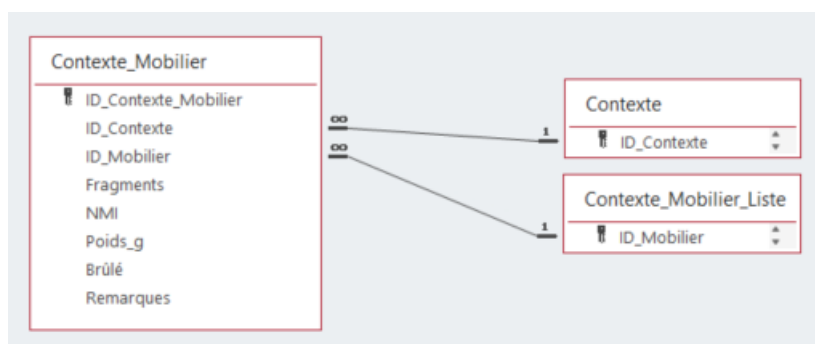 Contexte_Mobilier
ID_Contexte_Mobilier
ID_Contexte
ID_Mobilier
Fragments
NMI
Poids_g
Brûlé
Remarques
∞
∞
1
1
Contexte
ID_Contexte
Contexte_Mobilier_Liste
ID_Mobilier